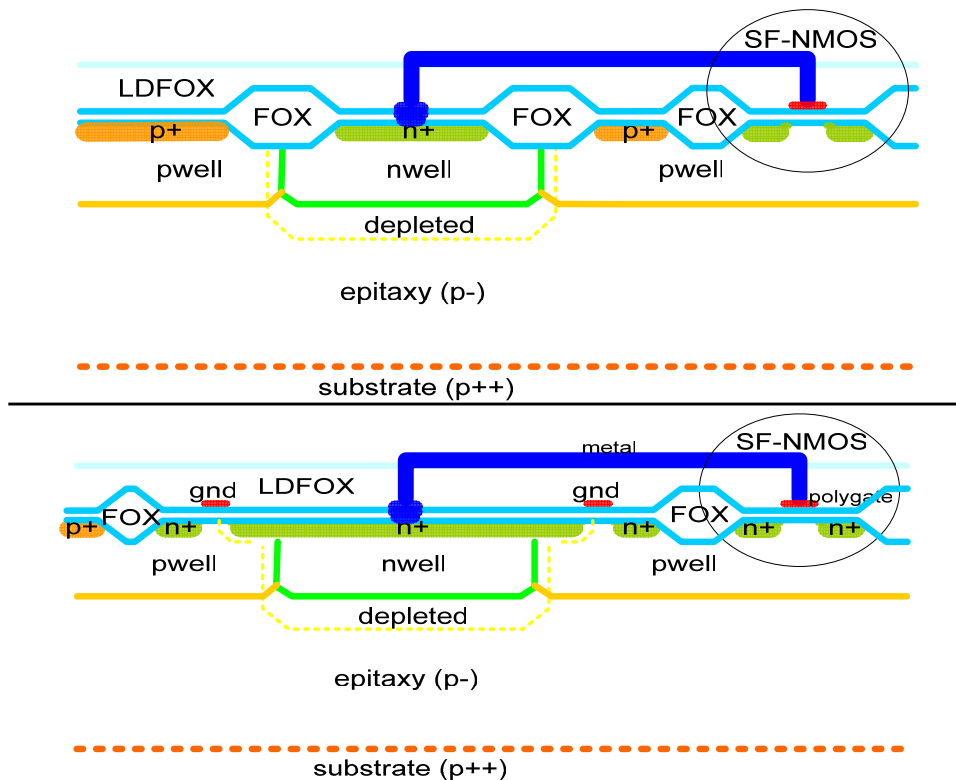 SF-NMOS
LDFOX
FOX FOX FOX
p+ n+ p+
pwell nwell pwell
depleted
epitaxy (p-)
substrate (p++)
SF-NMOS
metal
gnd LDFOX gnd
polygate
FOX FOX
p+ n+ n+ n+ n+ n+
pwell nwell pwell
depleted
epitaxy (p-)
substrate (p++)